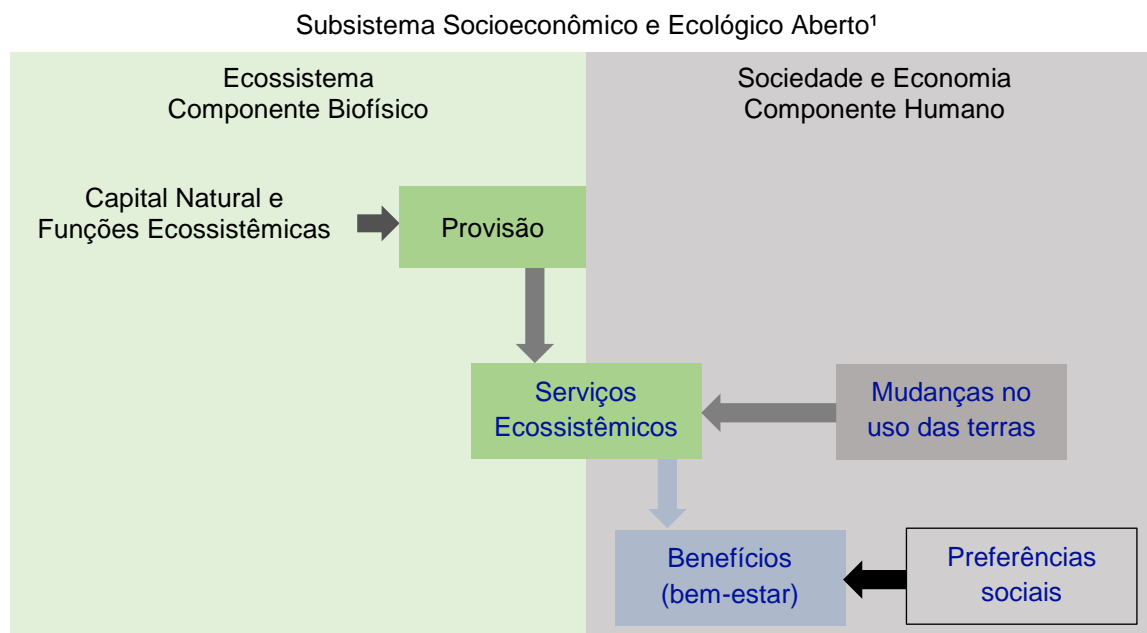 Subsistema Socioeconômico e Ecológico Aberto¹
Ecossistema
Componente Biofísico
Sociedade e Economia
Componente Humano
Capital Natural e
Funções Ecossistêmicas
Provisão
Serviços
Ecossistêmicos
Mudanças no
uso das terras
Benefícios
(bem-estar)
Preferências
sociais